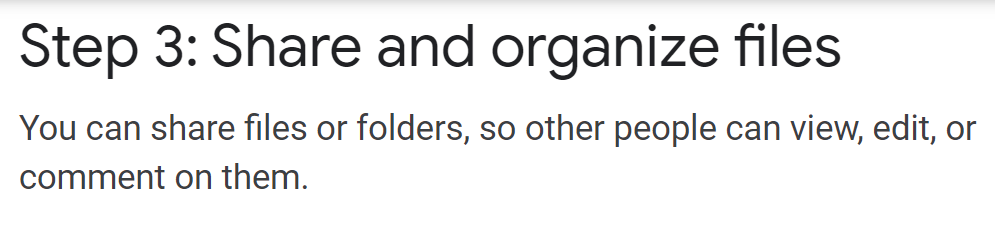 Step 3: Share and organize files
You can share files or folders, so other people can view, edit, or
comment on them.